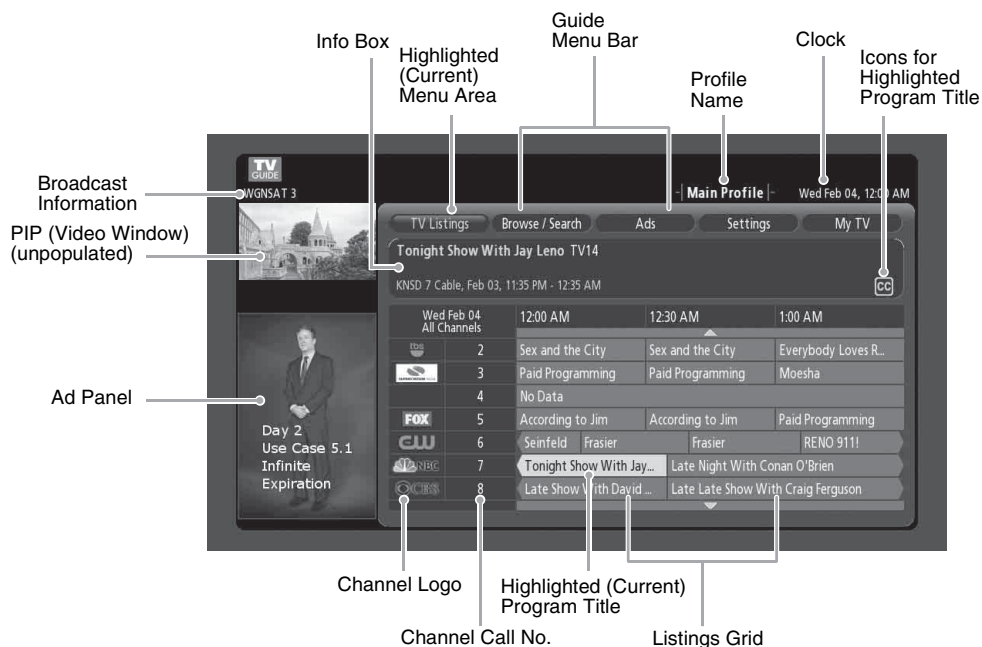 Guide
Menu Bar
Info Box
Highlighted
(Current)
Menu Area
Clock
Profile
Name
Icons for
Highlighted
Program Title
Broadcast
Information
PIP (Video Window)
(unpopulated)
Ad Panel
TV
GUIDE
WGNSAT 3
-| Main Profile |-
Wed Feb 04, 12:00 AM
TV Listings Browse / Search Ads Settings My TV
Tonight Show With Jay Leno TV14
KNSD 7 Cable, Feb 03, 11:35 PM - 12:35 AM
CC
Wed Feb 04
All Channels
12:00 AM 12:30 AM 1:00 AM
tbs 2 Sex and the City Sex and the City Everybody Loves R...
3 Paid Programming Paid Programming Moesha
4 No Data
FOX 5 According to Jim According to Jim Paid Programming
CW 6 Seinfeld Frasier Frasier RENO 911!
NBC 7 Tonight Show With Jay... Late Night With Conan O'Brien
CBS 8 Late Show With David ... Late Late Show With Craig Ferguson
Day 2
Use Case 5.1
Infinite
Expiration
Channel Logo
Highlighted (Current)
Program Title
Channel Call No.
Listings Grid